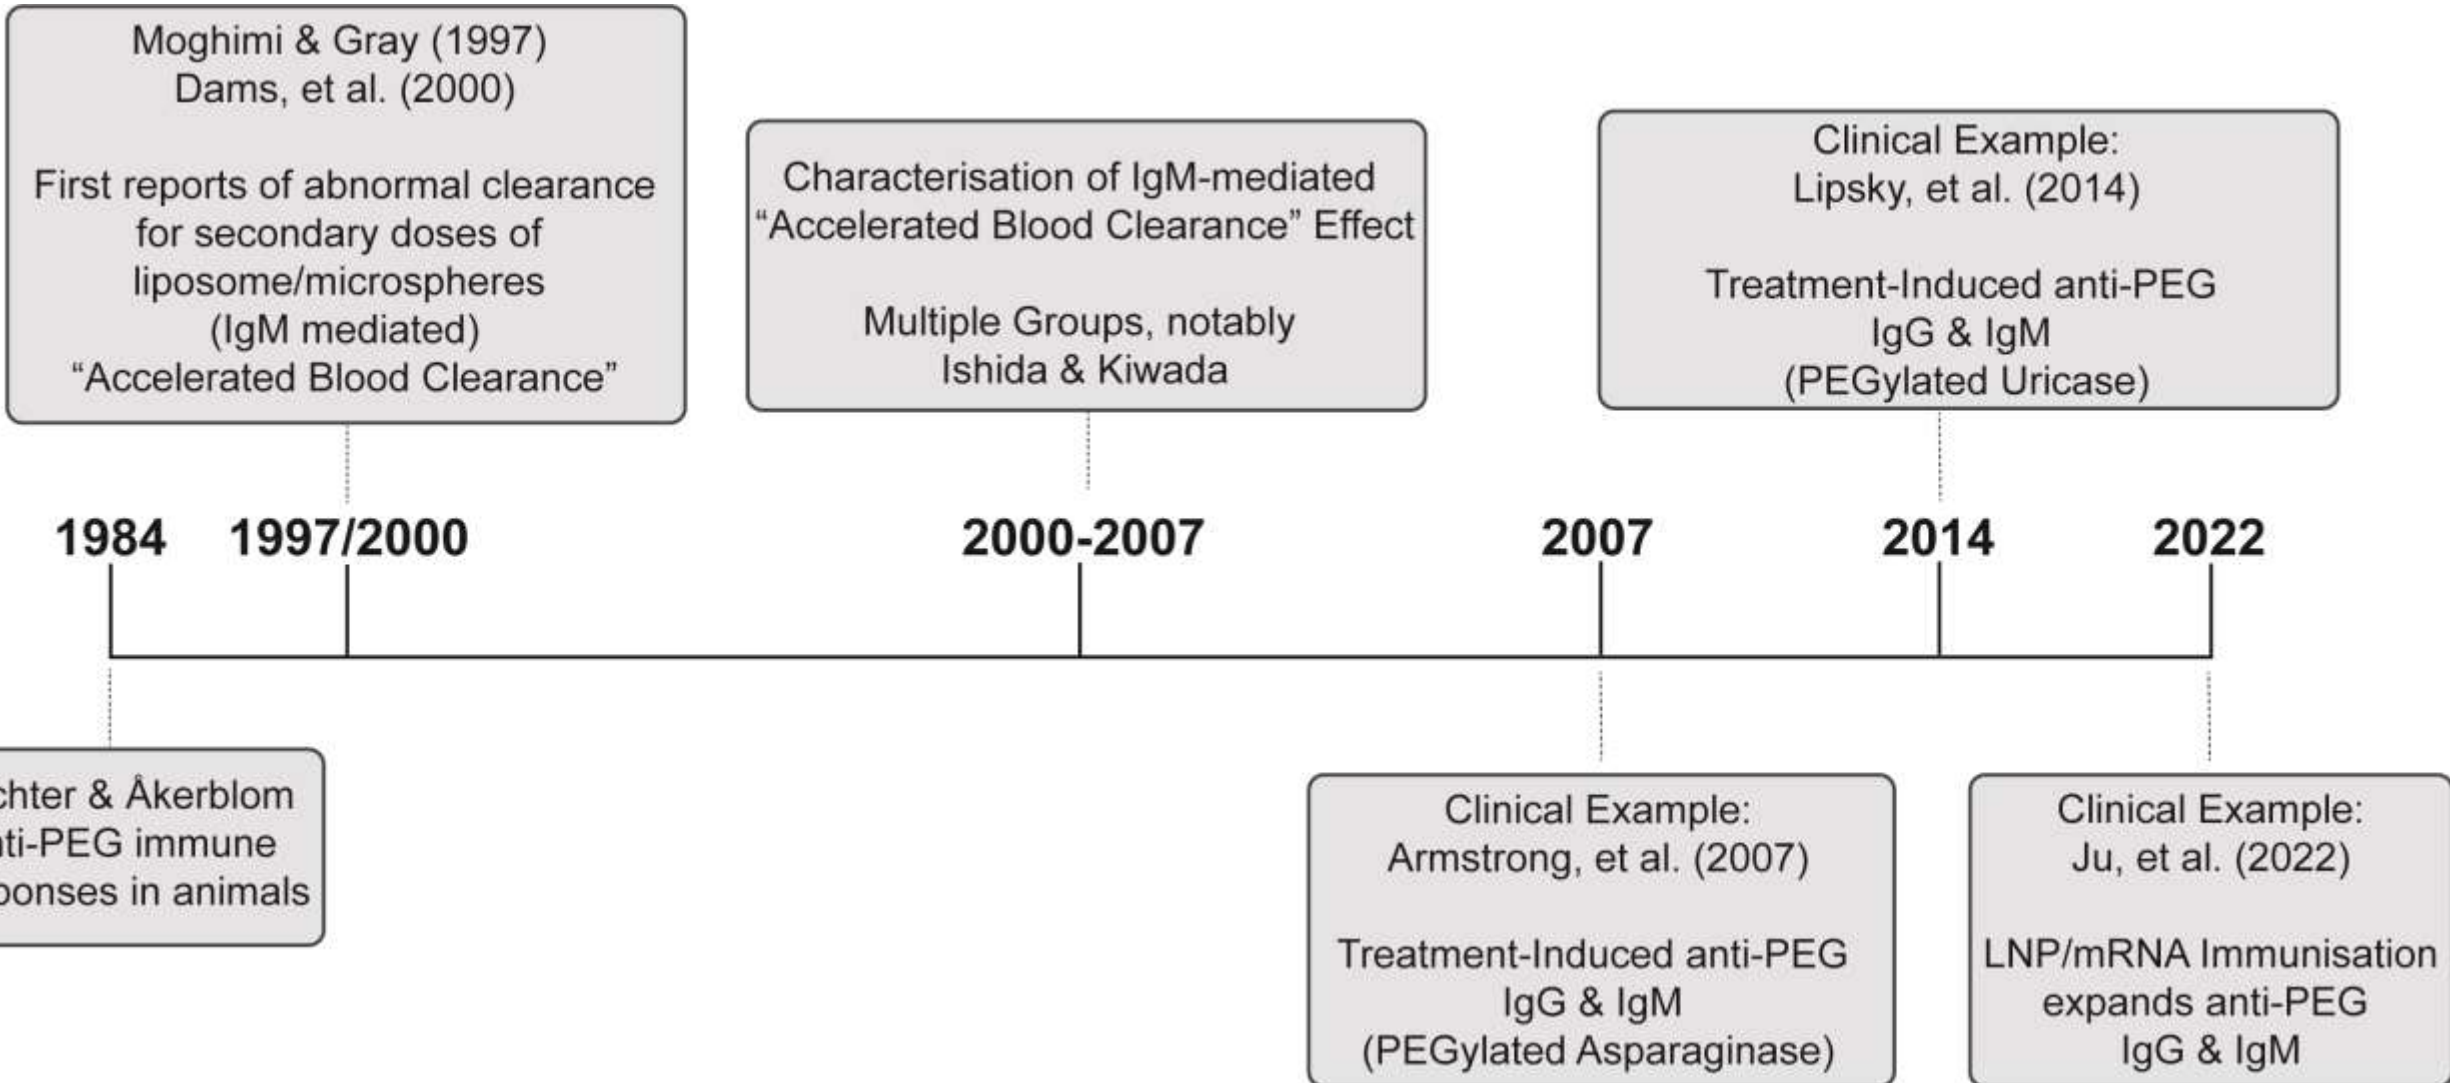 Moghimi & Gray (1997)
Dams, et al. (2000)
First reports of abnormal clearance
for secondary doses of
liposome/microspheres
(IgM mediated)
“Accelerated Blood Clearance”
Characterisation of IgM-mediated
“Accelerated Blood Clearance” Effect
Multiple Groups, notably
Ishida & Kiwada
Clinical Example:
Lipsky, et al. (2014)
Treatment-Induced anti-PEG
IgG & IgM
(PEGylated Uricase)
1984
1997/2000
2000-2007
2007
2014
2022
& Åkerblom
immune
in animals
Clinical Example:
Armstrong, et al. (2007)
Treatment-Induced anti-PEG
IgG & IgM
(PEGylated Asparaginase)
Clinical Example:
Ju, et al. (2022)
LNP/mRNA Immunisation
expands anti-PEG
IgG & IgM